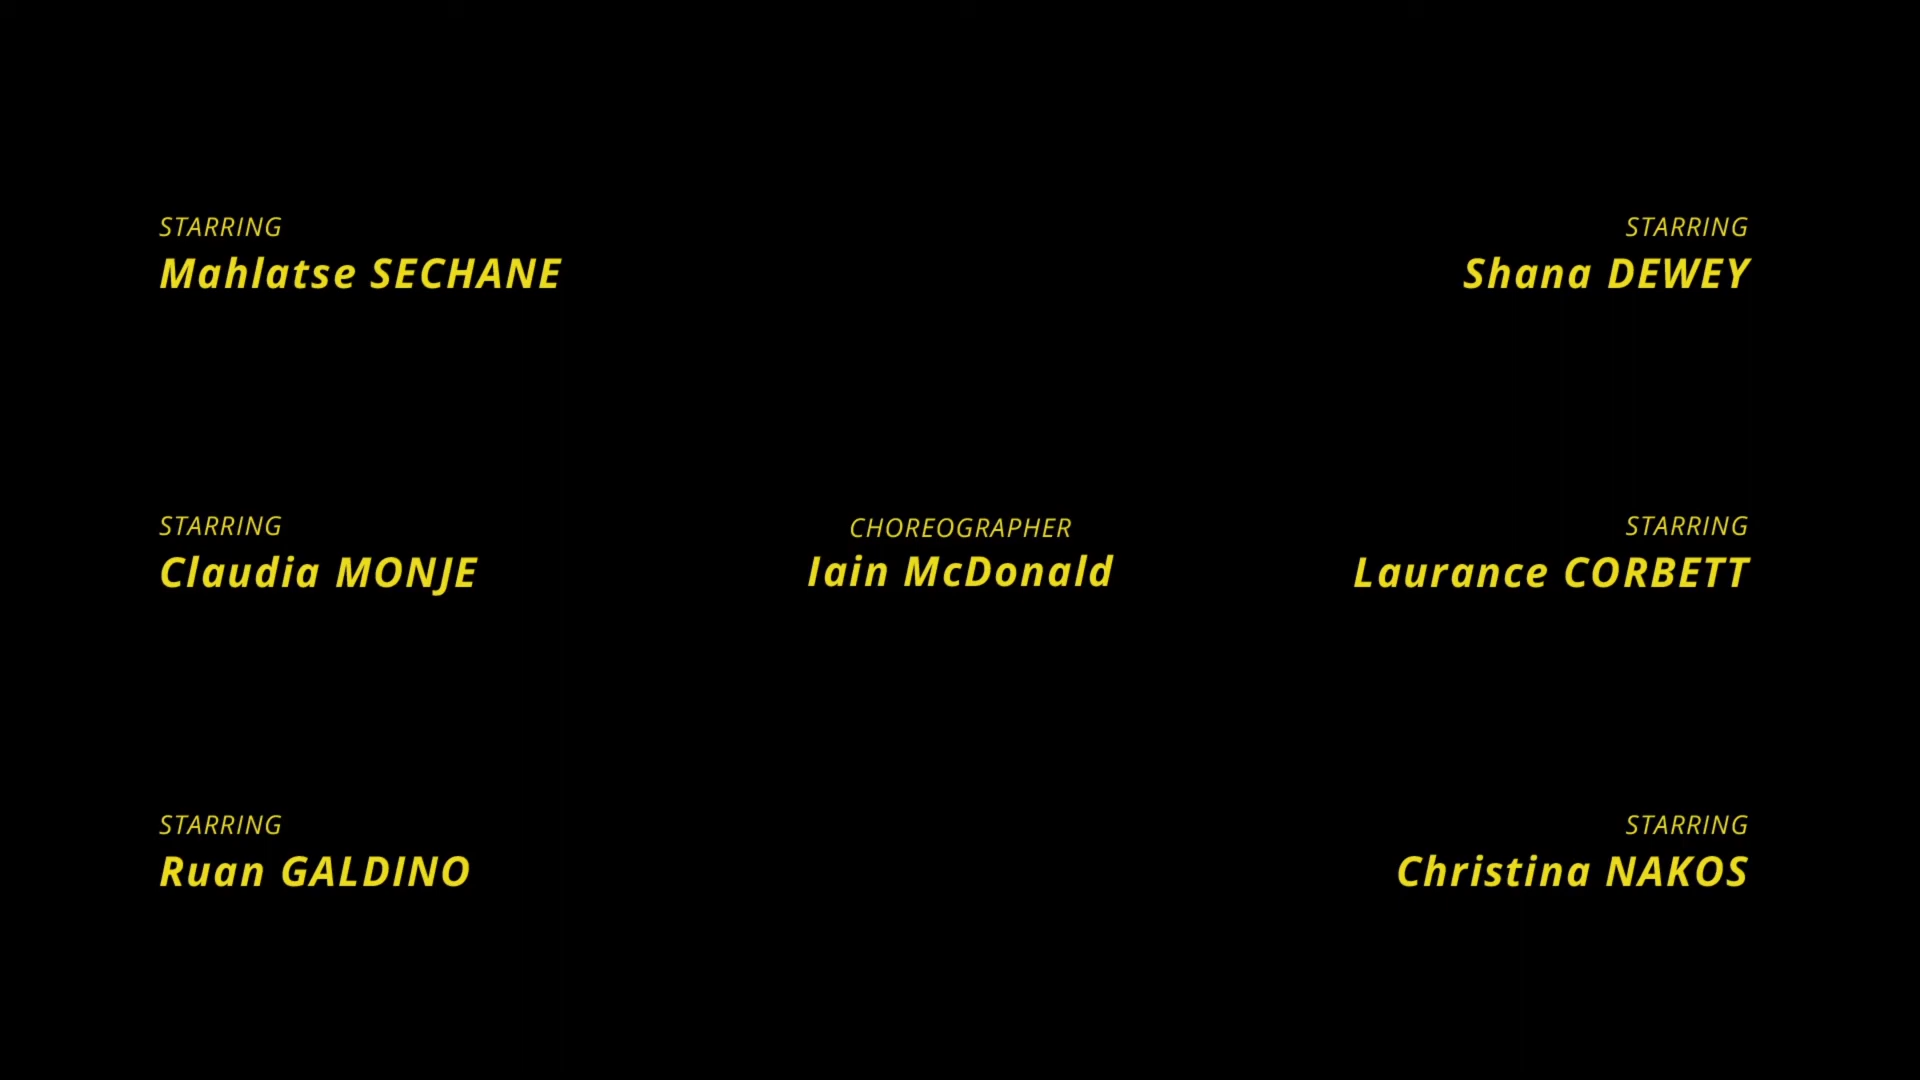 STARRING
Mahlatse SECHANE
STARRING
Shana DEWEY
STARRING
Claudia MONJE
CHOREOGRAPHER
Iain McDonald
STARRING
Laurance CORBETT
STARRING
Ruan GALDINO
STARRING
Christina NAKOS